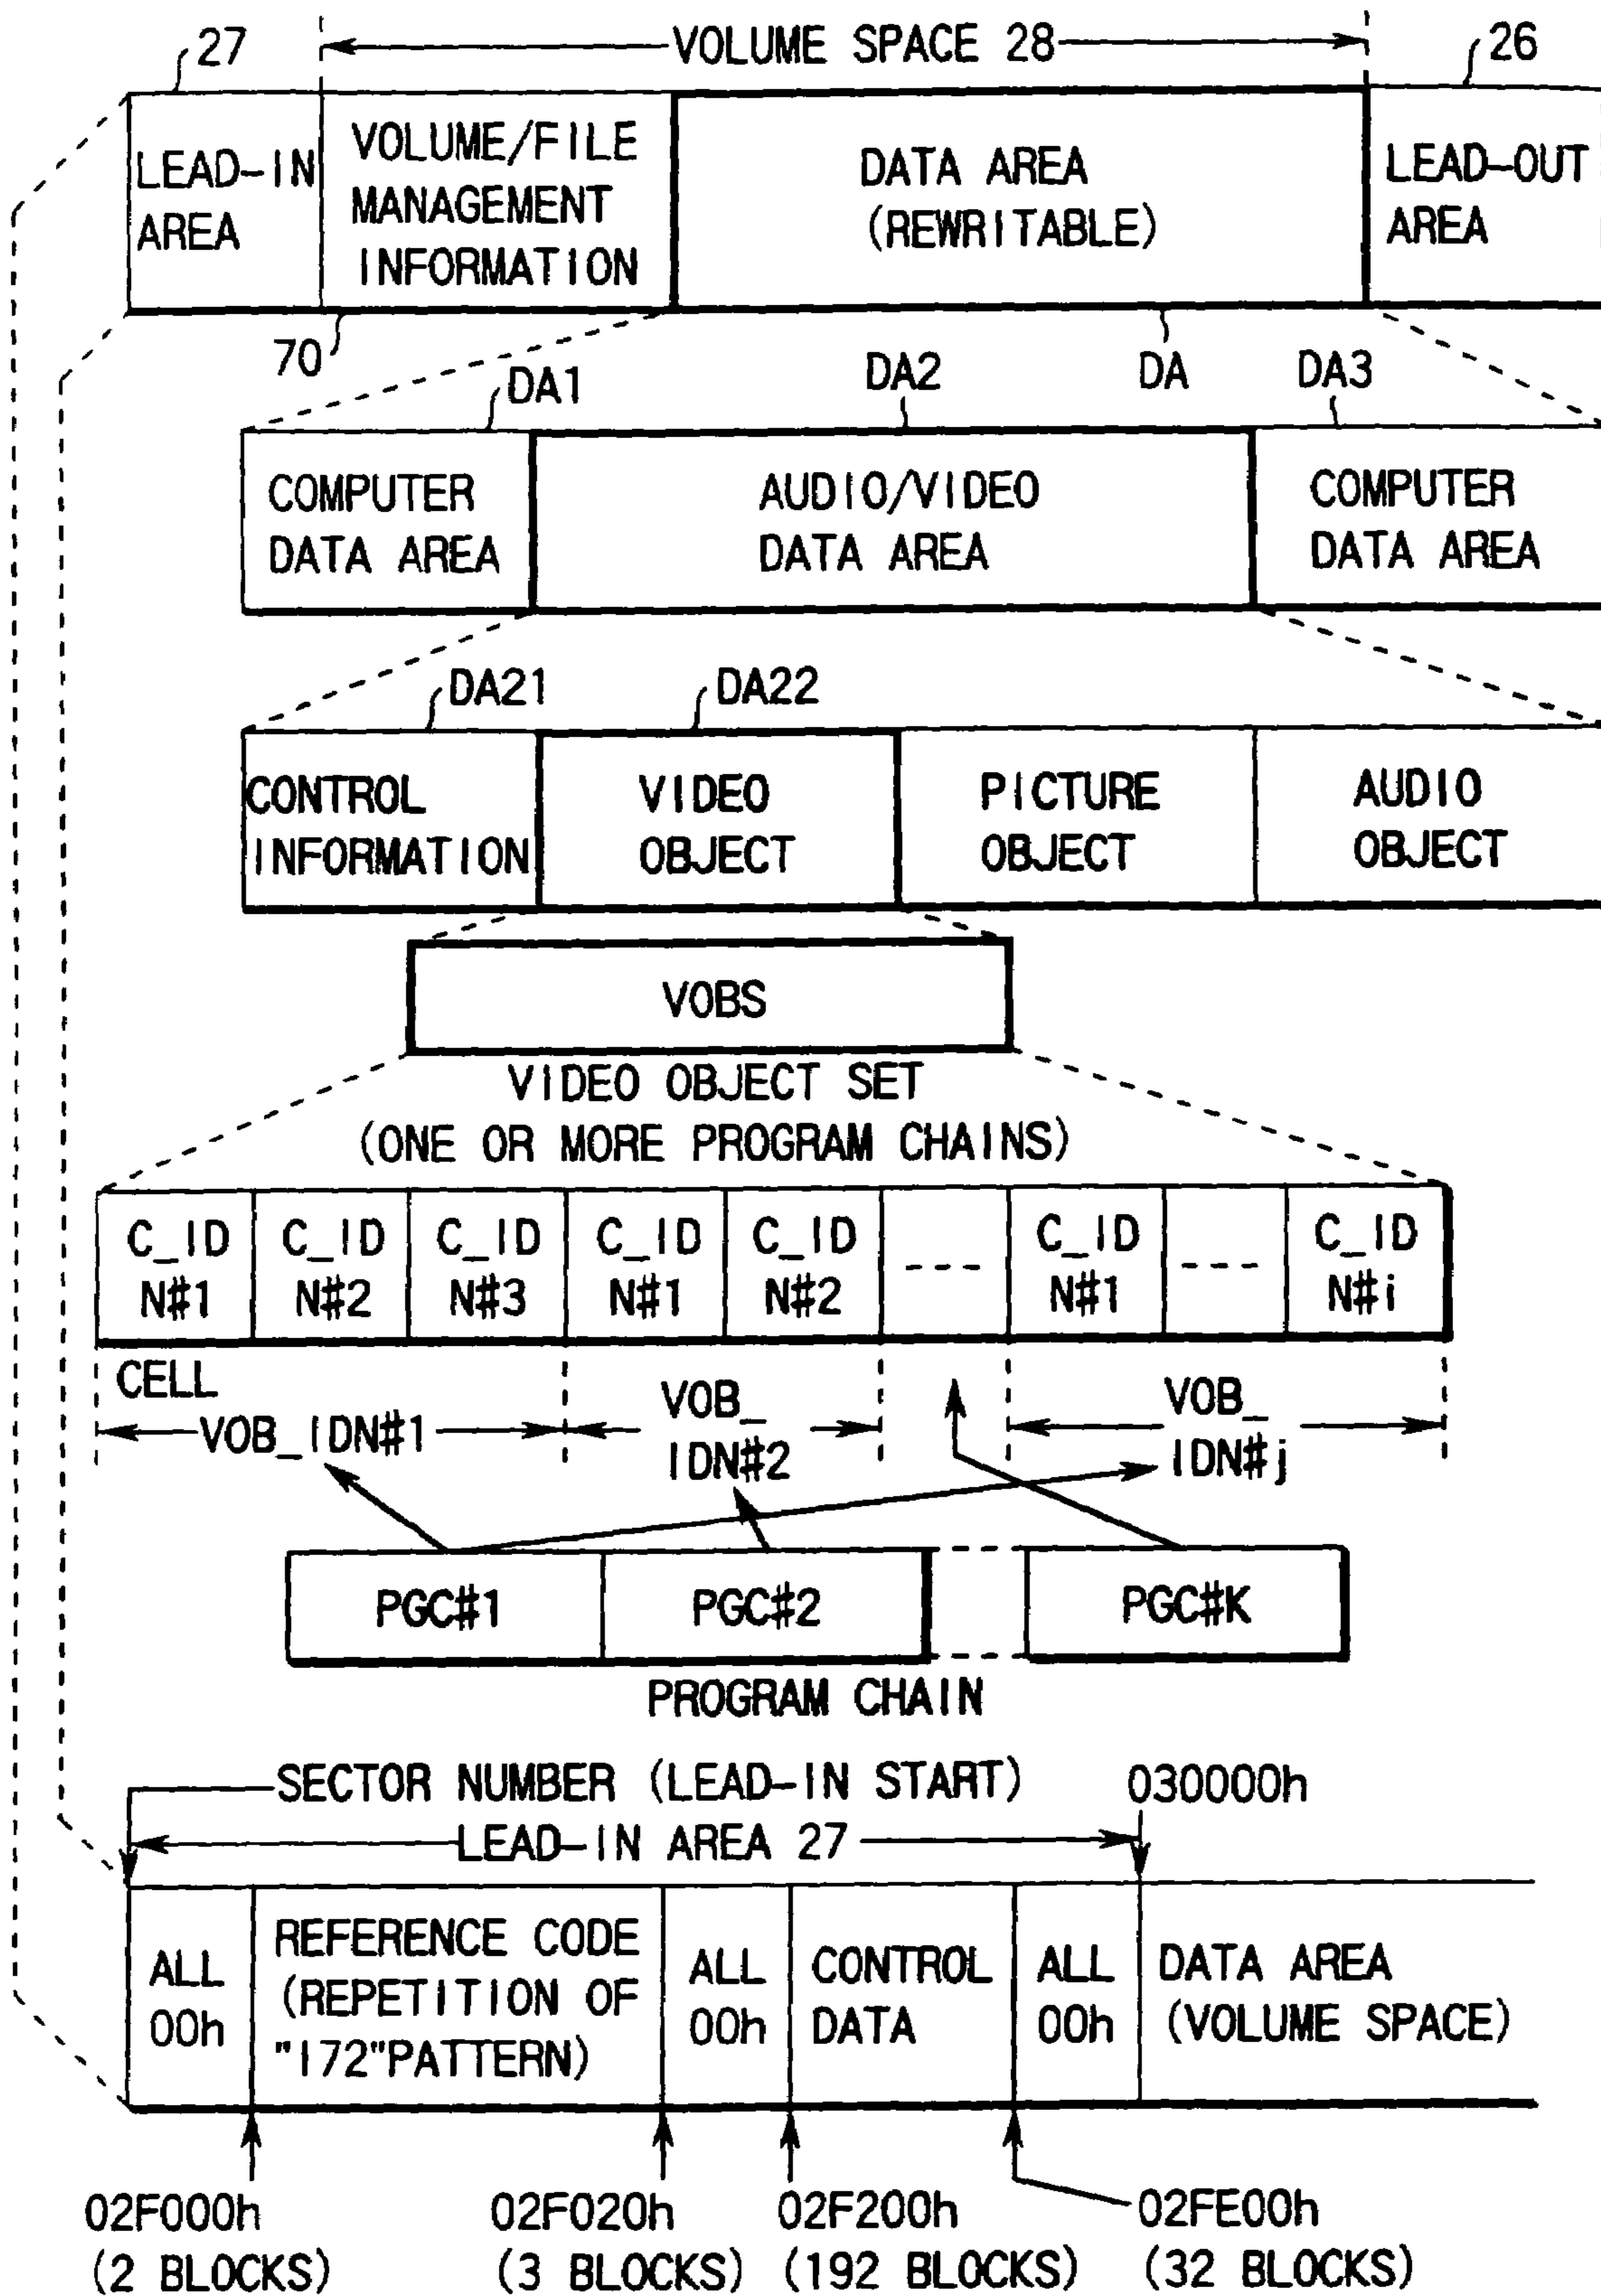 27
VOLUME SPACE 28
26
LEAD-IN
AREA
VOLUME/FILE
MANAGEMENT
INFORMATION
DATA AREA
(REWRITABLE)
LEAD-OUT
AREA
70
DA1
DA2
DA
DA3
COMPUTER
DATA AREA
AUDIO/VIDEO
DATA AREA
COMPUTER
DATA AREA
DA21
DA22
CONTROL
INFORMATION
VIDEO
OBJECT
PICTURE
OBJECT
AUDIO
OBJECT
VOBS
VIDEO OBJECT SET
(ONE OR MORE PROGRAM CHAINS)
C_ID
N#1
C_ID
N#2
C_ID
N#3
C_ID
N#1
C_ID
N#2
----
C_ID
N#1
----
C_ID
N#i
CELL
VOB_IDN#1
VOB_
IDN#2
VOB_
IDN#j
PGC#1
PGC#2
PGC#K
PROGRAM CHAIN
SECTOR NUMBER (LEAD-IN START)
030000h
LEAD-IN AREA 27
ALL
00h
REFERENCE CODE
(REPETITION OF
"172"PATTERN)
ALL
00h
CONTROL
DATA
ALL
00h
DATA AREA
(VOLUME SPACE)
02F000h
(2 BLOCKS)
02F020h
(3 BLOCKS)
02F200h
(192 BLOCKS)
02FE00h
(32 BLOCKS)